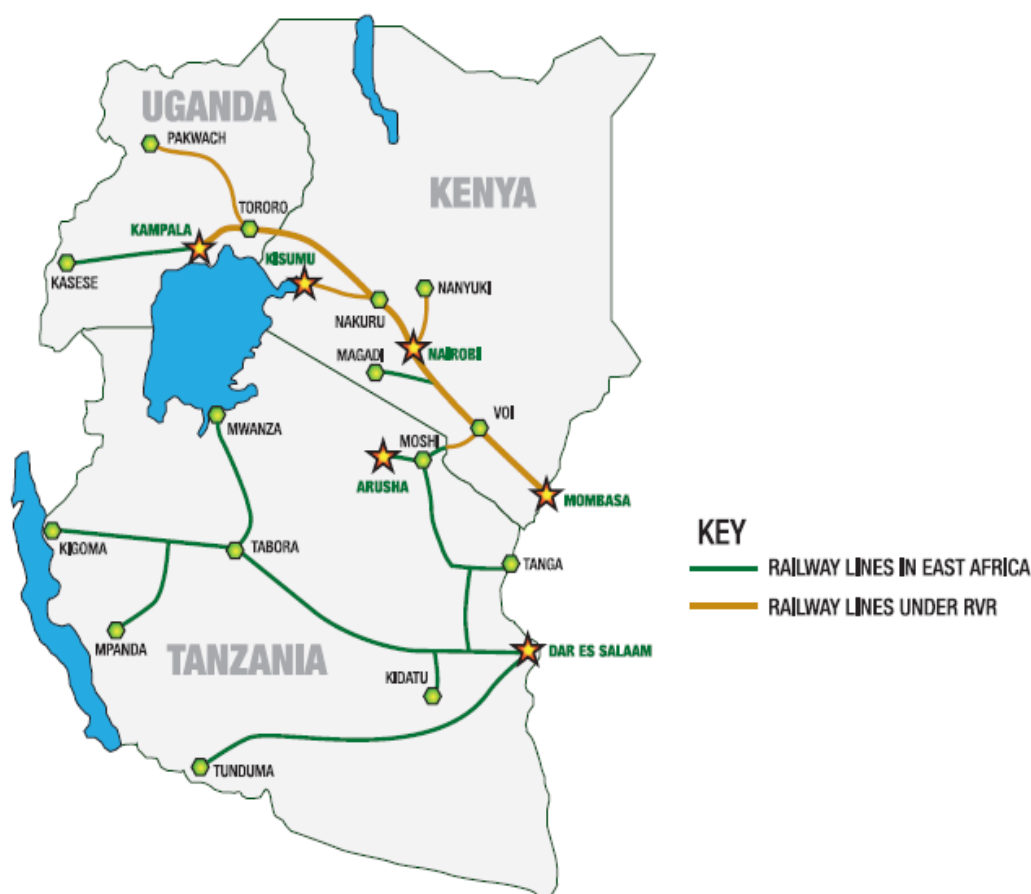 UGANDA
PAKWACH
KENYA
TORORO
KAMPALA
KISUMU
KASESE
NANYUKI
NAKURU
MAGADI
NAIROBI
VOI
MWANZA
MOSHI
ARUSHA
MOMBASA
KEY
KIGOMA
TABORA
TANGA
RAILWAY LINES IN EAST AFRICA
RAILWAY LINES UNDER RVR
MPANDA
TANZANIA
DAR ES SALAAM
KIDATU
TUNDUMA